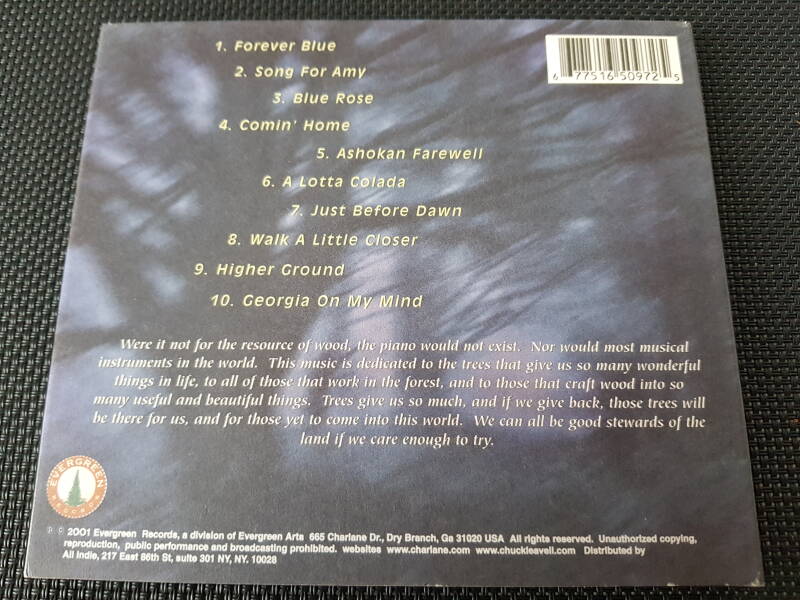 1. Forever Blue
6 77516 50972 5
2. Song For Amy
3. Blue Rose
4. Comin' Home
5. Ashokan Farewell
6. A Lotta Colada
7. Just Before Dawn
8. Walk A Little Closer
9. Higher Ground
10. Georgia On My Mind
Were it not for the resource of wood, the piano would not exist. Nor would most musical
instruments in the world. This music is dedicated to the trees that give us so many wonderful
things in life, to all of those that work in the forest, and to those that craft wood into so
many useful and beautiful things. Trees give us so much, and if we give back, those trees will
be there for us, and for those yet to come into this world. We can all be good stewards of the
land if we care enough to try.
EVERGREEN
RECORDS
℗ © 2001 Evergreen Records, a division of Evergreen Arts 665 Charlane Dr., Dry Branch, Ga 31020 USA All rights reserved. Unauthorized copying,
reproduction, public performance and broadcasting prohibited. websites www.charlane.com www.chuckleavell.com Distributed by
All Indie, 217 East 86th St, suite 301 NY, NY. 10028